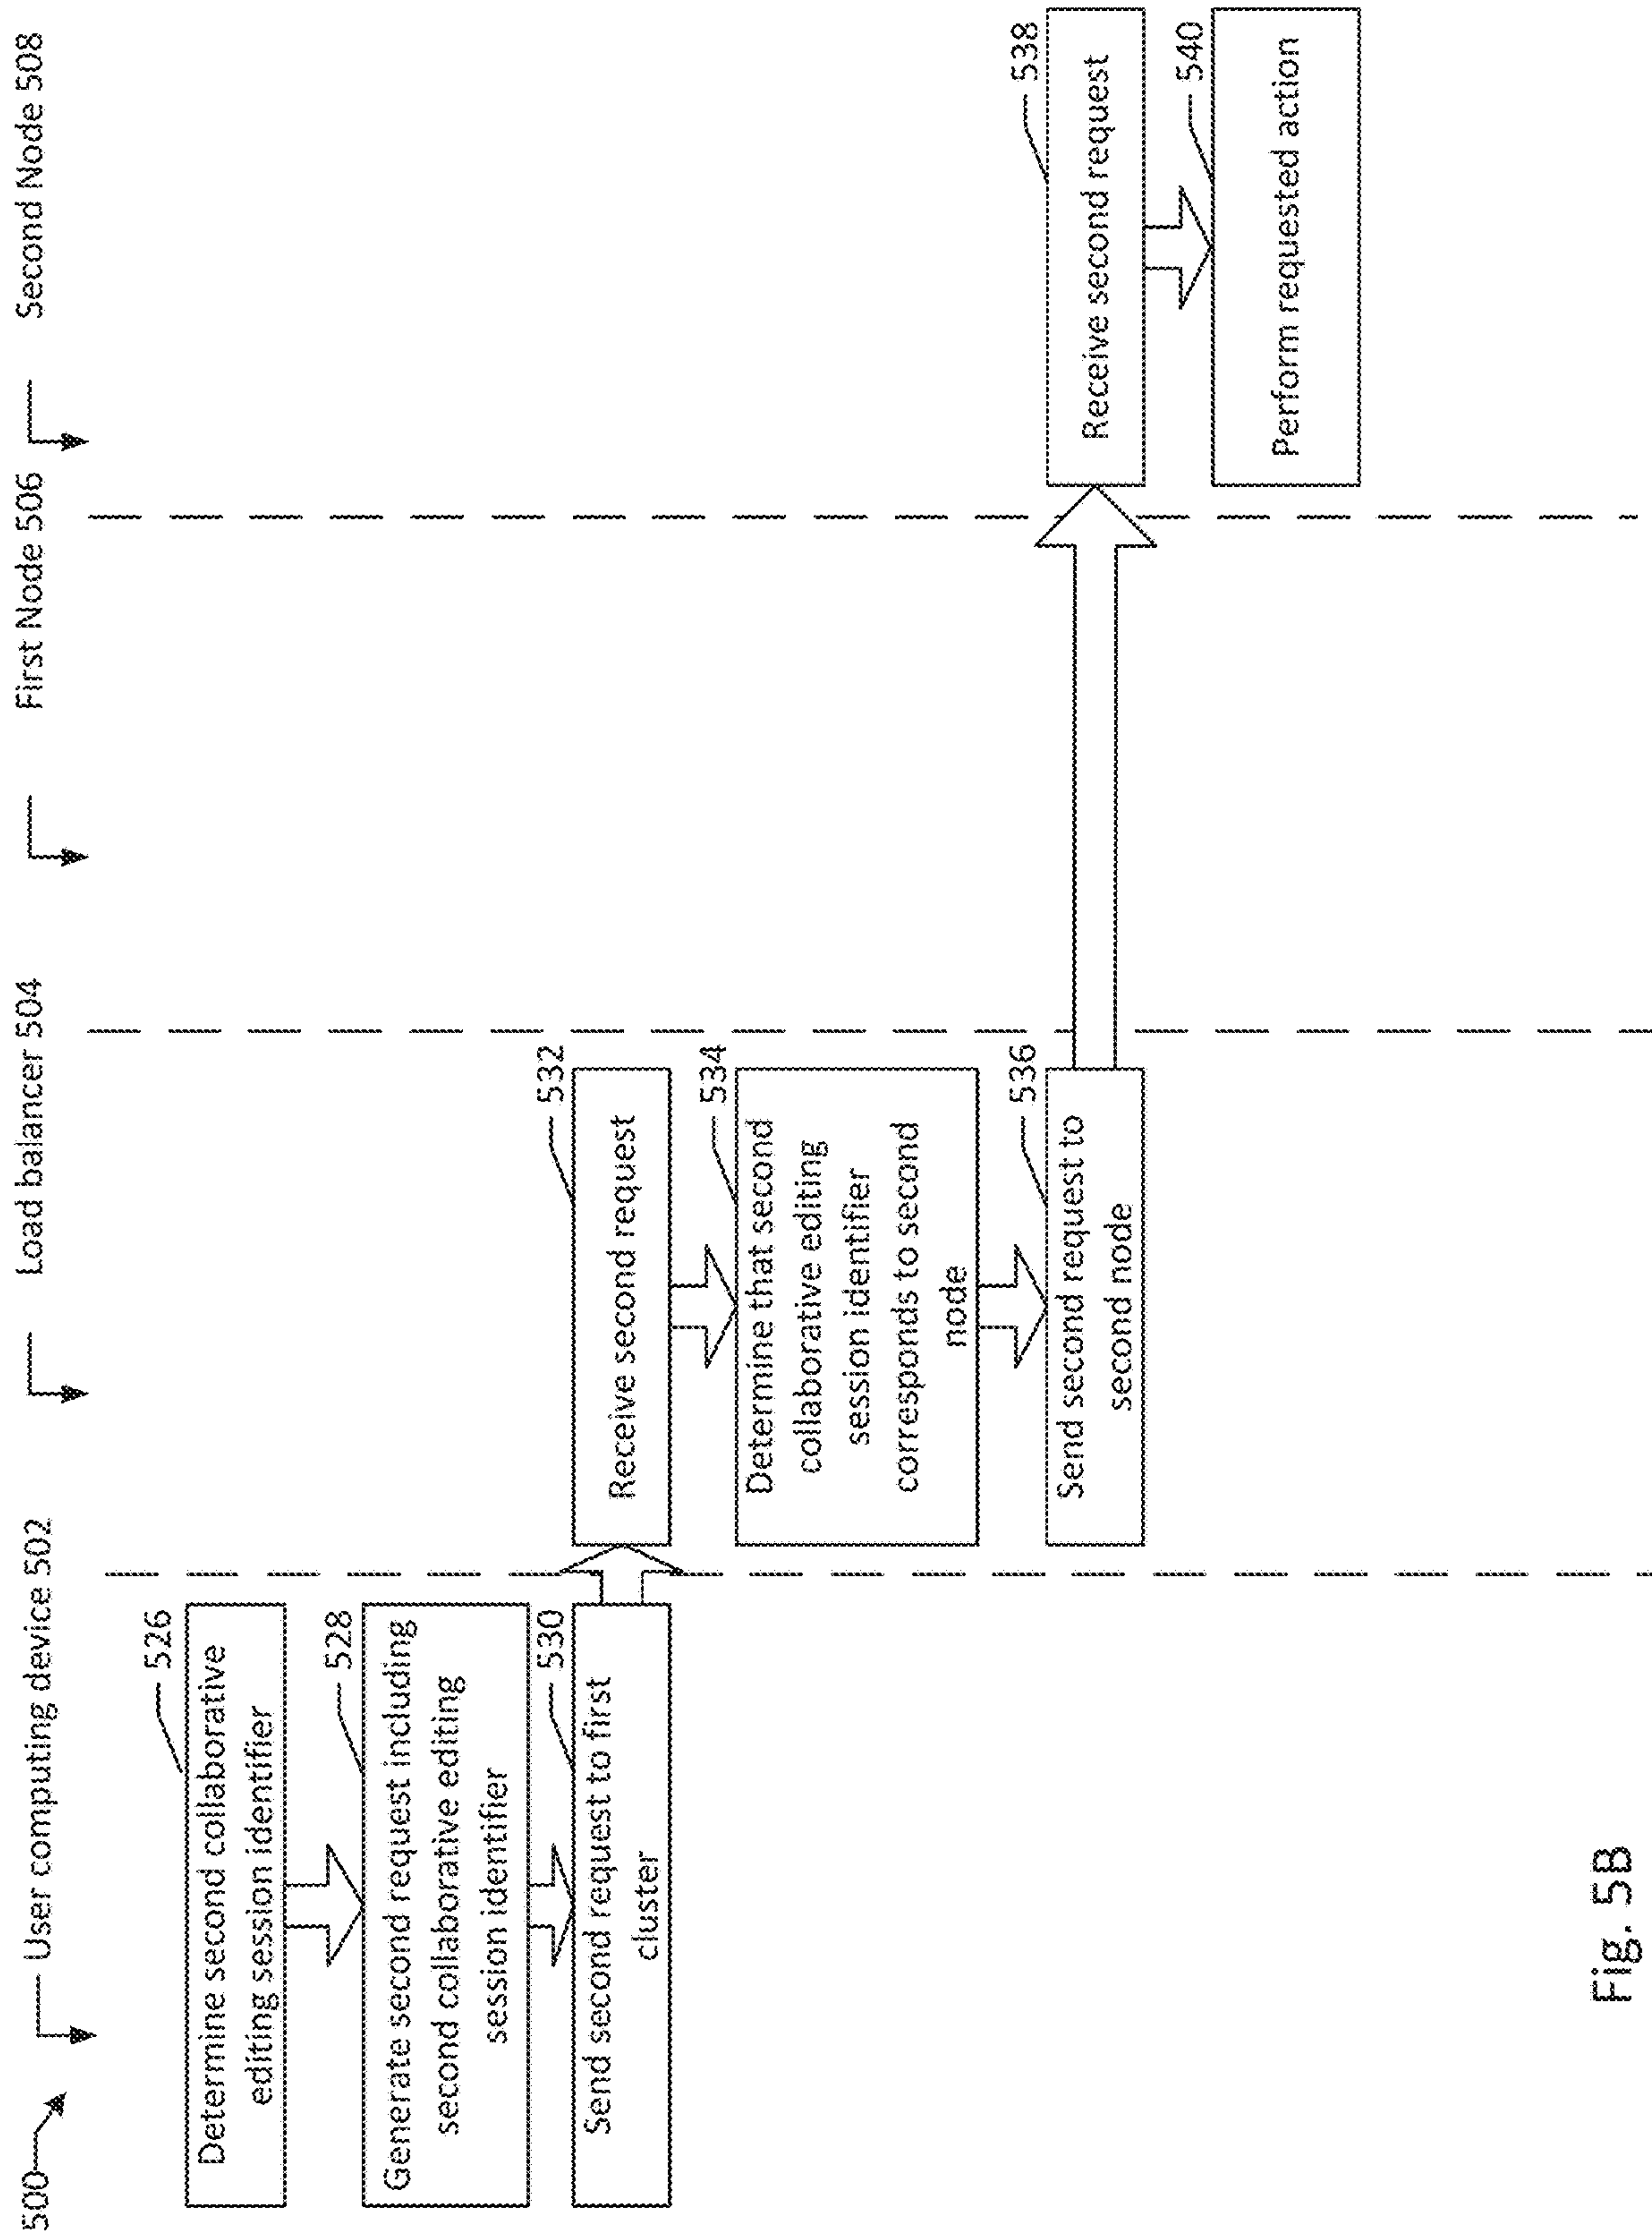 500
User computing device 502
Load balancer 504
First Node 506
Second Node 508
526
Determine second collaborative
editing session identifier
528
Generate second request including
second collaborative editing
session identifier
530
Send second request to first
cluster
532
Receive second request
534
Determine that second
collaborative editing
session identifier
corresponds to second
node
536
Send second request to
second node
538
Receive second request
540
Perform requested action
Fig. 5B